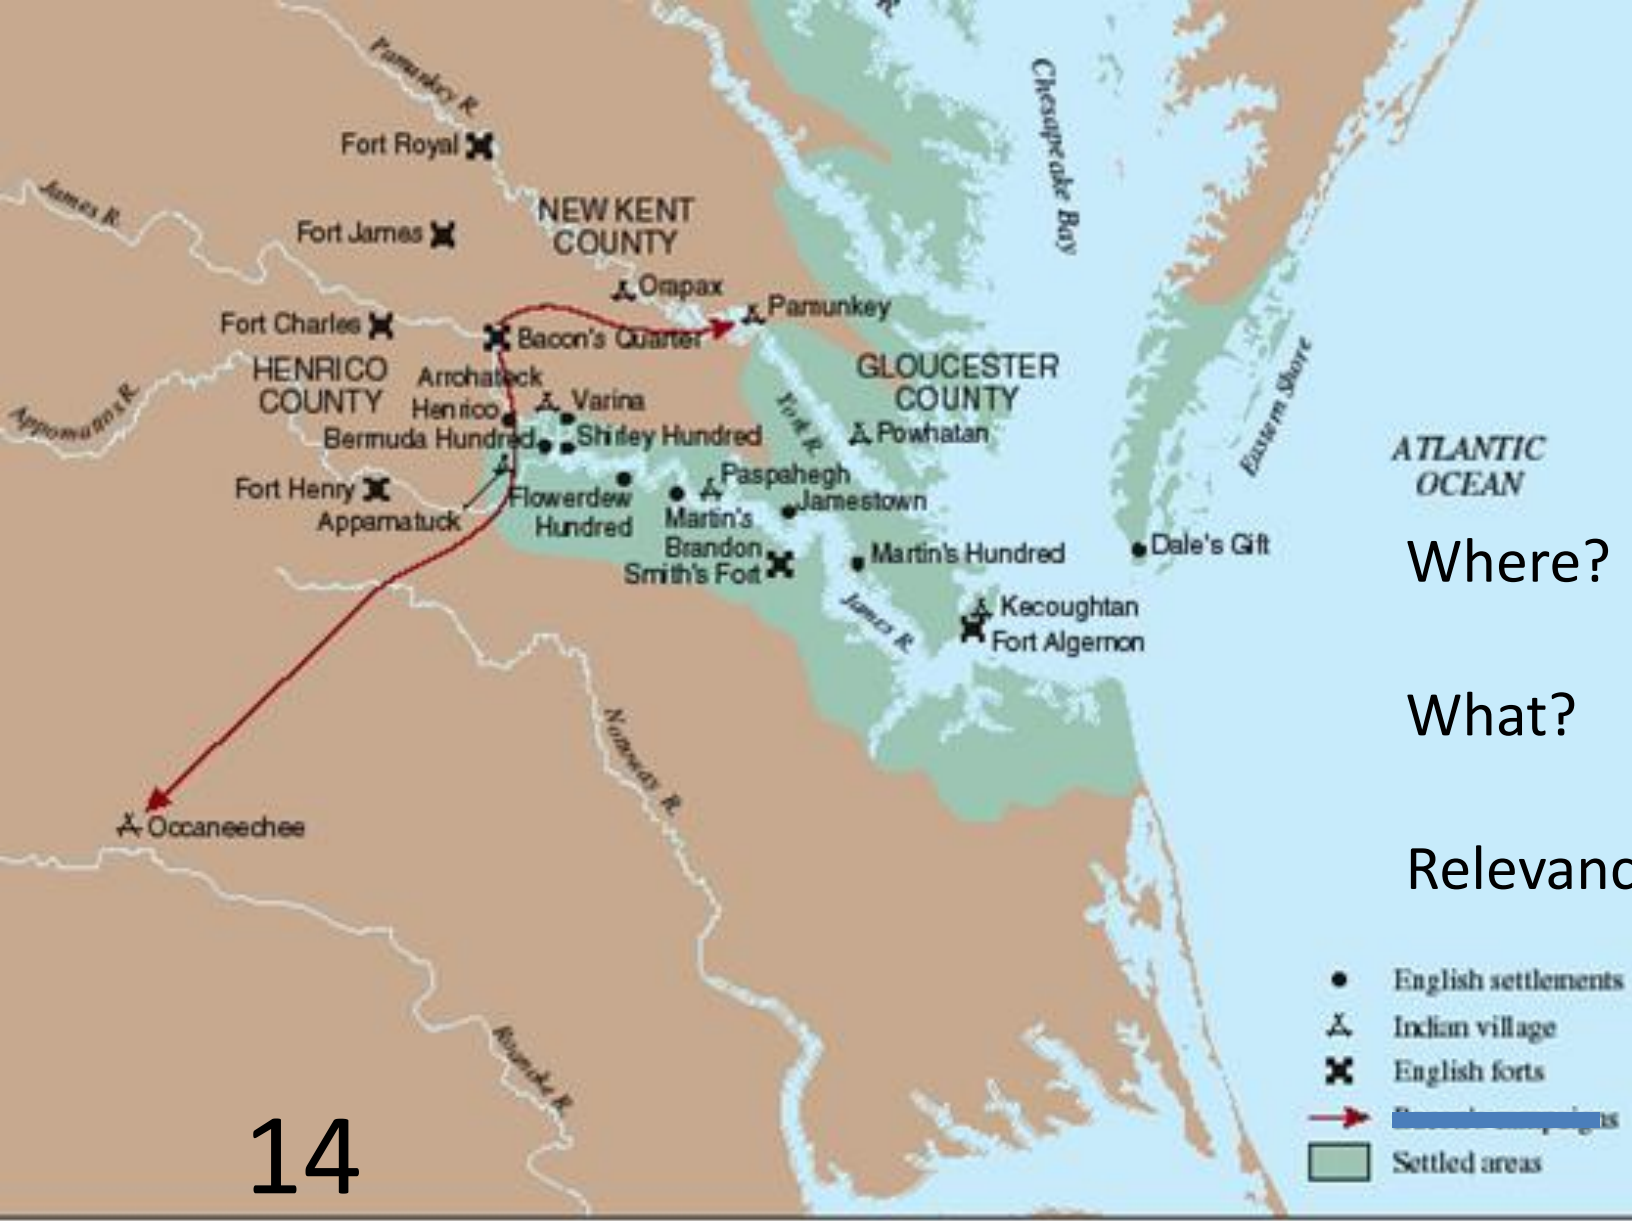 R.
Pamunkey R.
Chesapeake Bay
Fort Royal
James R.
NEW KENT
COUNTY
Fort James
Orapax
Pamunkey
Fort Charles
Bacon's Quarter
HENRICO
COUNTY
Arrohateck
GLOUCESTER
COUNTY
Henrico
Varina
Appomattox R.
York R.
Eastern Shore
Bermuda Hundred
Shirley Hundred
Powhatan
ATLANTIC
OCEAN
Fort Henry
Paspahegh
Flowerdew
Hundred
Jamestown
Appamatuck
Martin's
Brandon
Dale's Gift
Where?
Martin's Hundred
Smith's Fort
James R.
Kecoughtan
Fort Algernon
What?
Nottoway R.
Occaneechee
Relevanc
English settlements
Indian village
English forts
Roanoke R.
Settled areas
14